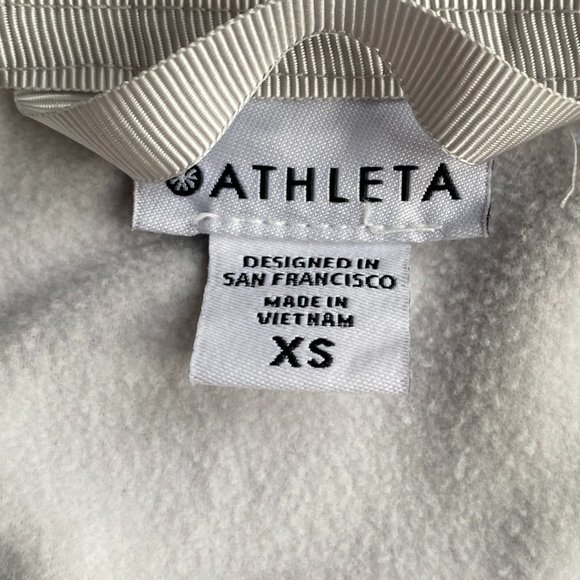 ATHLETA
DESIGNED IN
SAN FRANCISCO
MADE IN
VIETNAM
XS